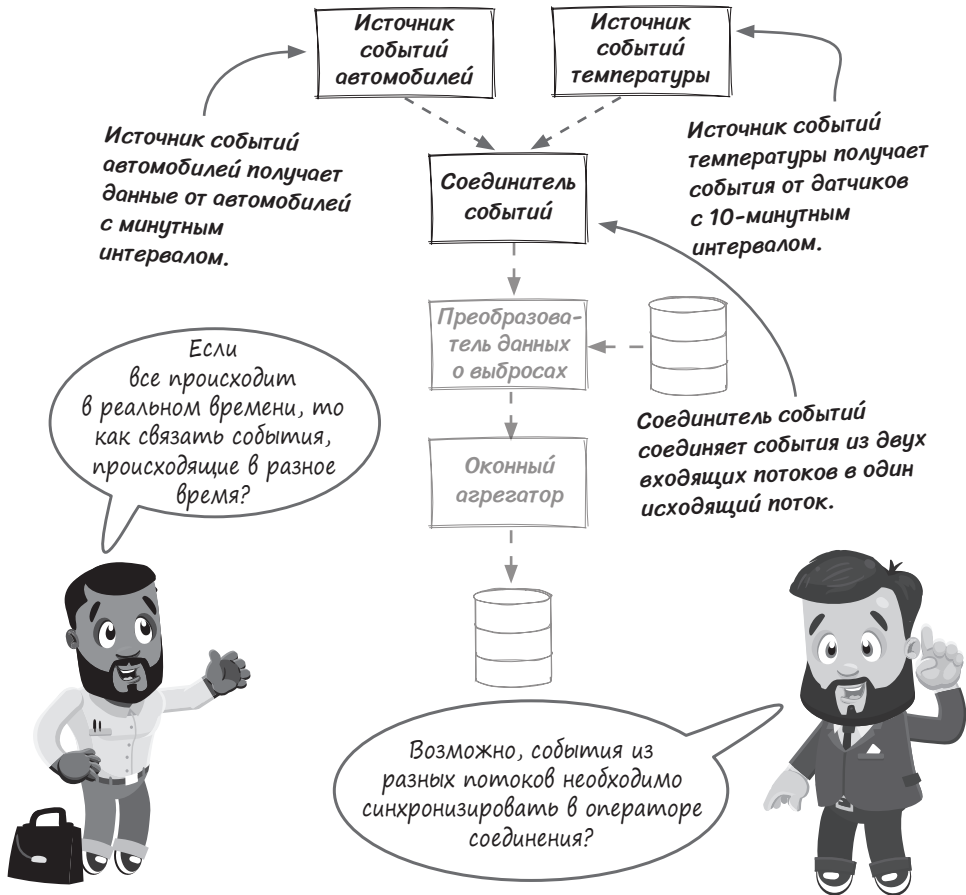 Источник
событий
автомобилей
Источник
событий
температуры
Источник событий
автомобилей получает
данные от автомобилей
с минутным
интервалом.
Источник событий
температуры получает
события от датчиков
с 10-минутным
интервалом.
Соединитель
событий
Преобразова-
тель данных
о выбросах
Если
все происходит
в реальном времени, то
как связать события,
происходящие в разное
время?
Соединитель событий
соединяет события из двух
входящих потоков в один
исходящий поток.
Оконный
агрегатор
Возможно, события из
разных потоков необходимо
синхронизировать в операторе
соединения?